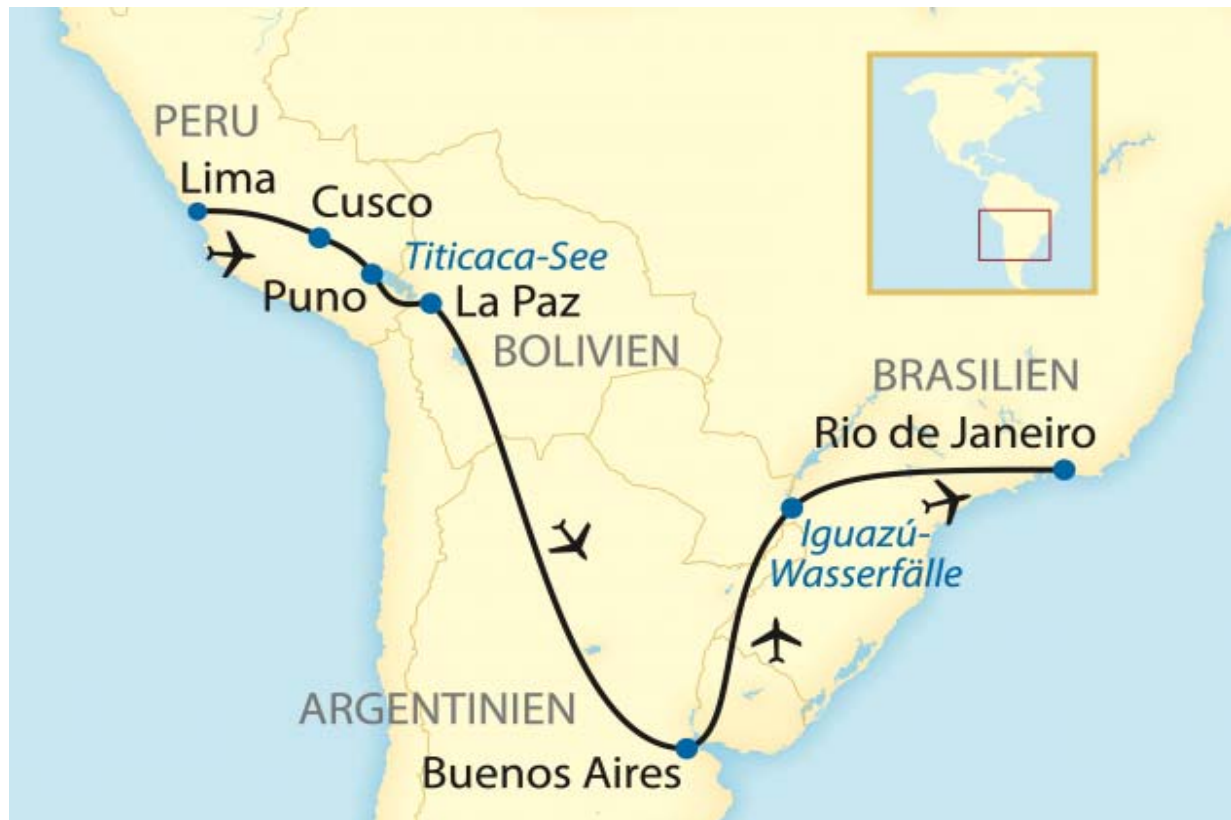 PERU
Lima
Cusco
Titicaca-See
Puno
La Paz
BOLIVIEN
BRASILIEN
Rio de Janeiro
Iguazú-
Wasserfälle
ARGENTINIEN
Buenos Aires